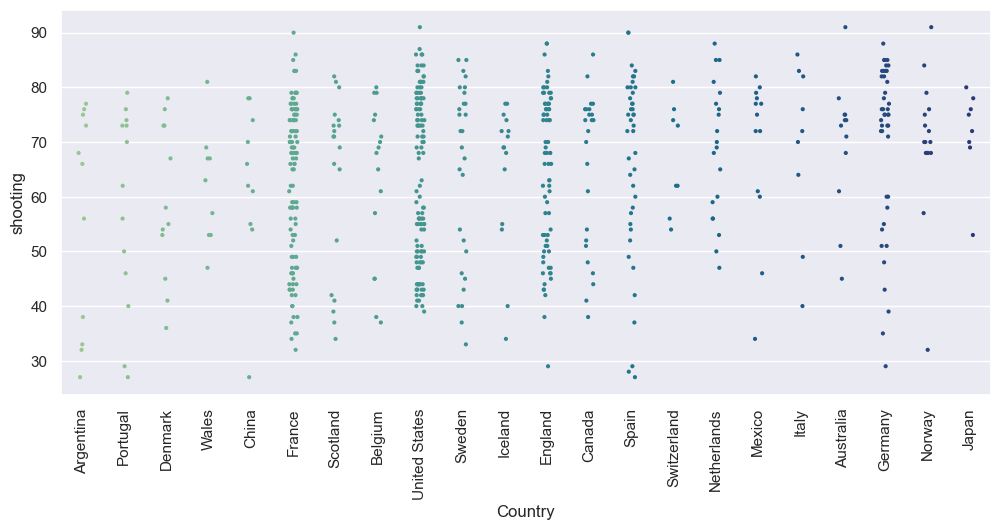 90
80
70
60
50
40
30
shooting
Argentina
Portugal
Denmark
Wales
China
France
Scotland
Belgium
United States
Sweden
Iceland
England
Canada
Spain
Switzerland
Netherlands
Mexico
Italy
Australia
Germany
Norway
Japan
Country